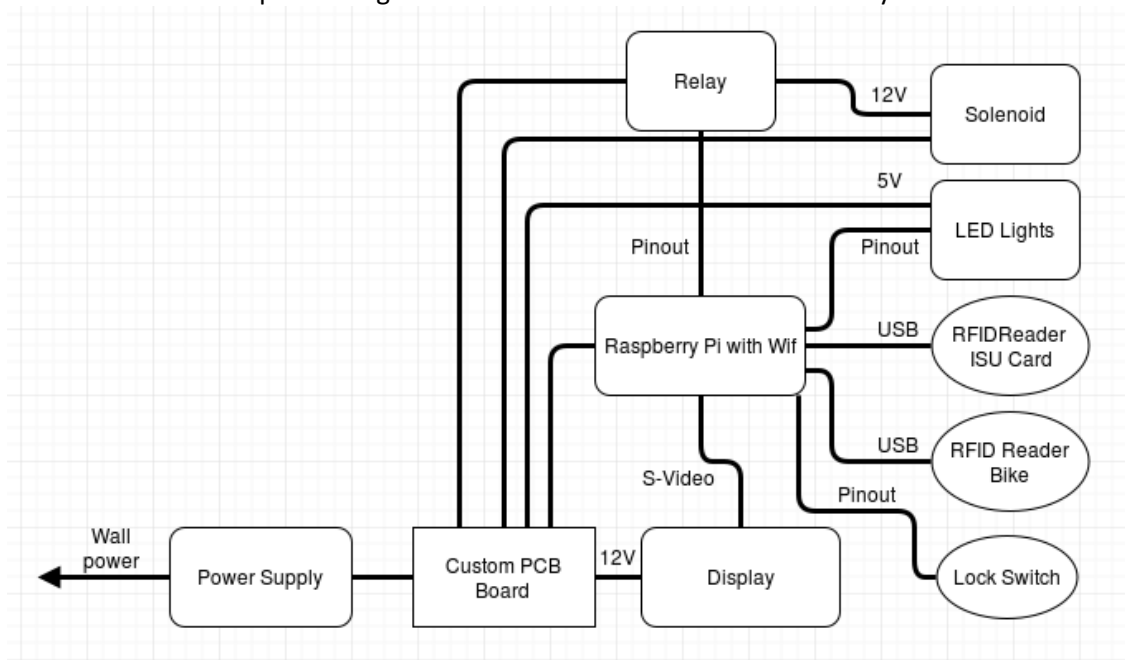 Relay
12V
Solenoid
5V
LED Lights
Pinout
Pinout
Raspberry Pi with Wif
USB
RFIDReader
ISU Card
USB
RFID Reader
Bike
S-Video
Pinout
Wall
power
Power Supply
Custom PCB
Board
12V
Display
Lock Switch